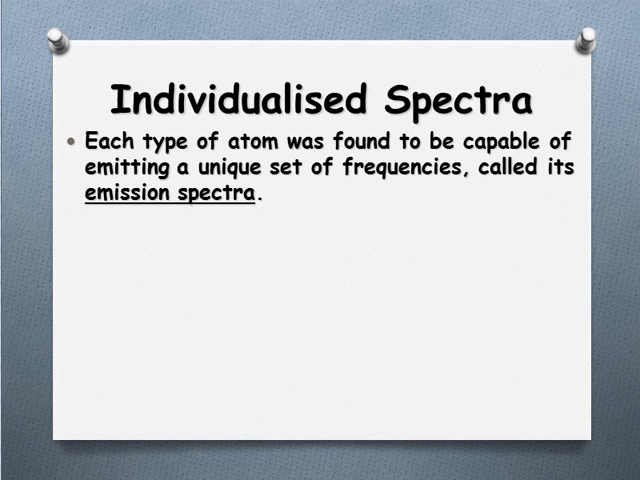 Individualised Spectra
• Each type of atom was found to be capable of
emitting a unique set of frequencies, called its
emission spectra.